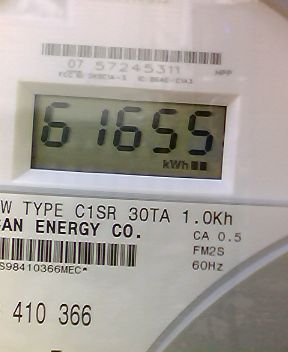 07 57245311
61655
kWh
W TYPE C1SR 30TA 1.0Kh
CAN ENERGY CO.
CA 0.5
FM2S
S98410366MEC*
60Hz
410 366